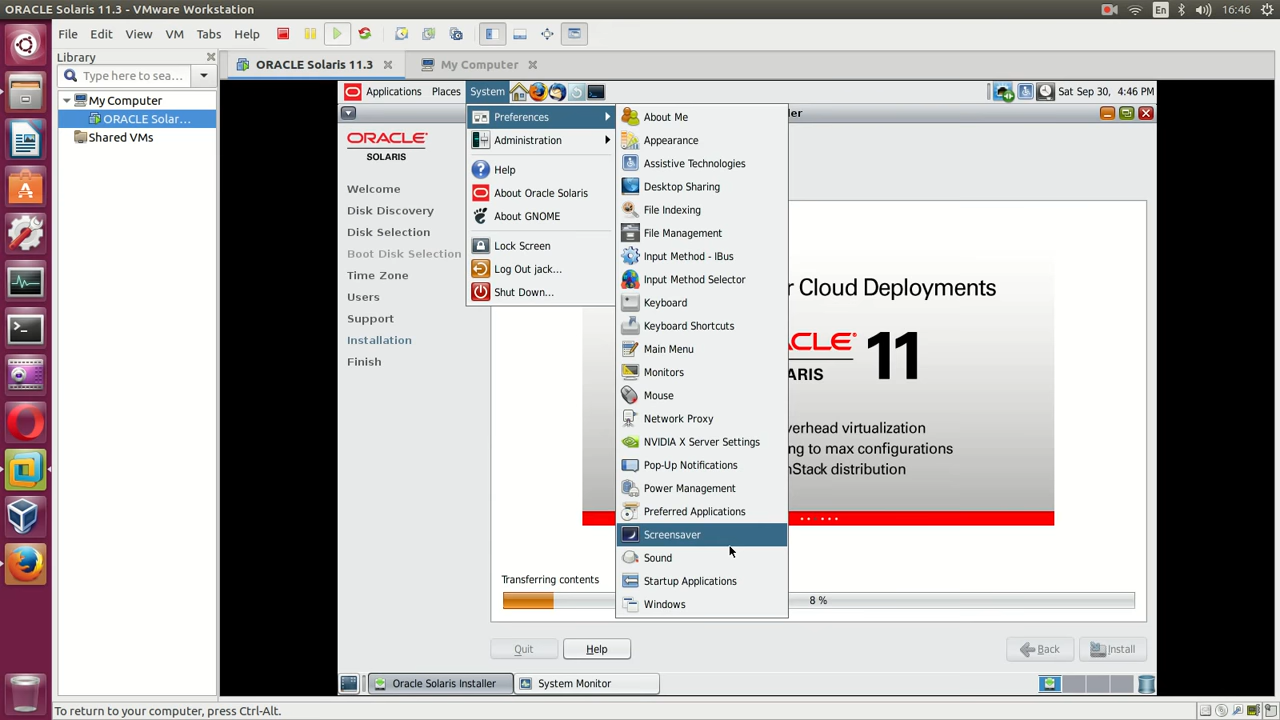 ORACLE Solaris 11.3 - VMware Workstation
En
16:46
File Edit View VM Tabs Help
Library
Type here to sea...
My Computer
ORACLE Solar...
Shared VMs
ORACLE Solaris 11.3
My Computer
Applications Places System
Sat Sep 30, 4:46 PM
ller
ORACLE®
SOLARIS
Welcome
Disk Discovery
Disk Selection
Boot Disk Selection
Time Zone
Users
Support
Installation
Finish
Preferences
Administration
Help
About Oracle Solaris
About GNOME
Lock Screen
Log Out jack...
Shut Down...
About Me
Appearance
Assistive Technologies
Desktop Sharing
File Indexing
File Management
Input Method - IBus
Input Method Selector
Keyboard
Keyboard Shortcuts
Main Menu
Monitors
Mouse
Network Proxy
NVIDIA X Server Settings
Pop-Up Notifications
Power Management
Preferred Applications
Screensaver
Sound
Startup Applications
Windows
r Cloud Deployments
ACLE® 11
ARIS
verhead virtualization
ng to max configurations
nStack distribution
Transferring contents
8 %
Quit
Help
Back
Install
Oracle Solaris Installer
System Monitor
To return to your computer, press Ctrl-Alt.